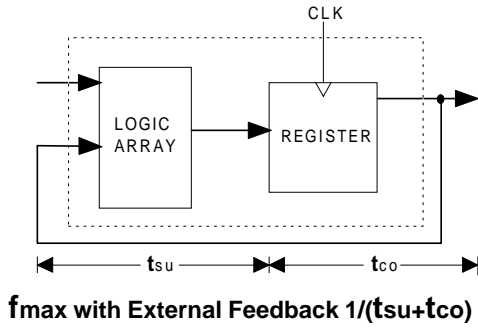 CLK
LOGIC
ARRAY
REGISTER
tsu
tco
fmax with External Feedback 1/(tsu+tco)